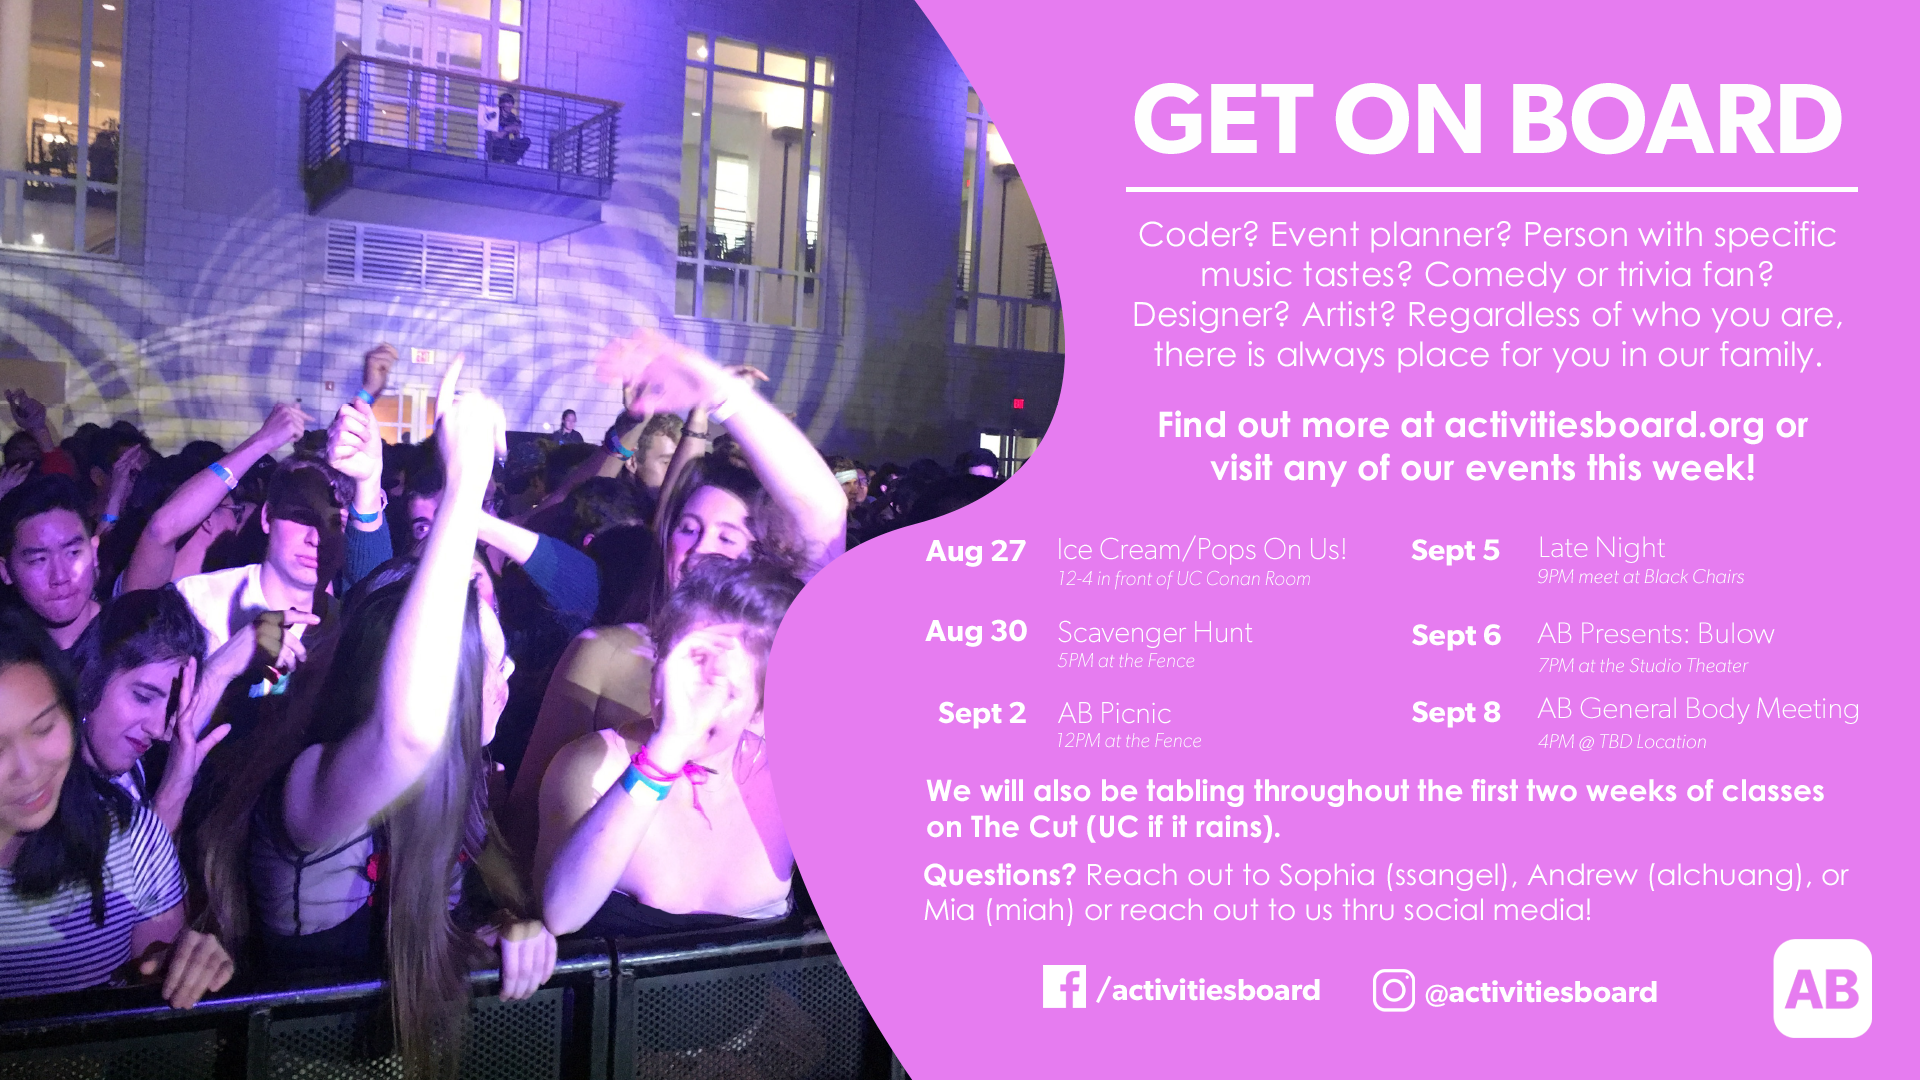 GET ON BOARD
Coder? Event planner? Person with specific
music tastes? Comedy or trivia fan?
Designer? Artist? Regardless of who you are,
there is always place for you in our family.
Find out more at activitiesboard.org or
visit any of our events this week!
Aug 27 Ice Cream/Pops On Us!
12-4 in front of UC Conan Room
Aug 30 Scavenger Hunt
5PM at the Fence
Sept 2 AB Picnic
12PM at the Fence
Sept 5 Late Night
9PM meet at Black Chairs
Sept 6 AB Presents: Bulow
7PM at the Studio Theater
Sept 8 AB General Body Meeting
4PM @ TBD Location
We will also be tabling throughout the first two weeks of classes
on The Cut (UC if it rains).
Questions? Reach out to Sophia (ssangel), Andrew (alchuang), or
Mia (miah) or reach out to us thru social media!
/activitiesboard
@activitiesboard
AB